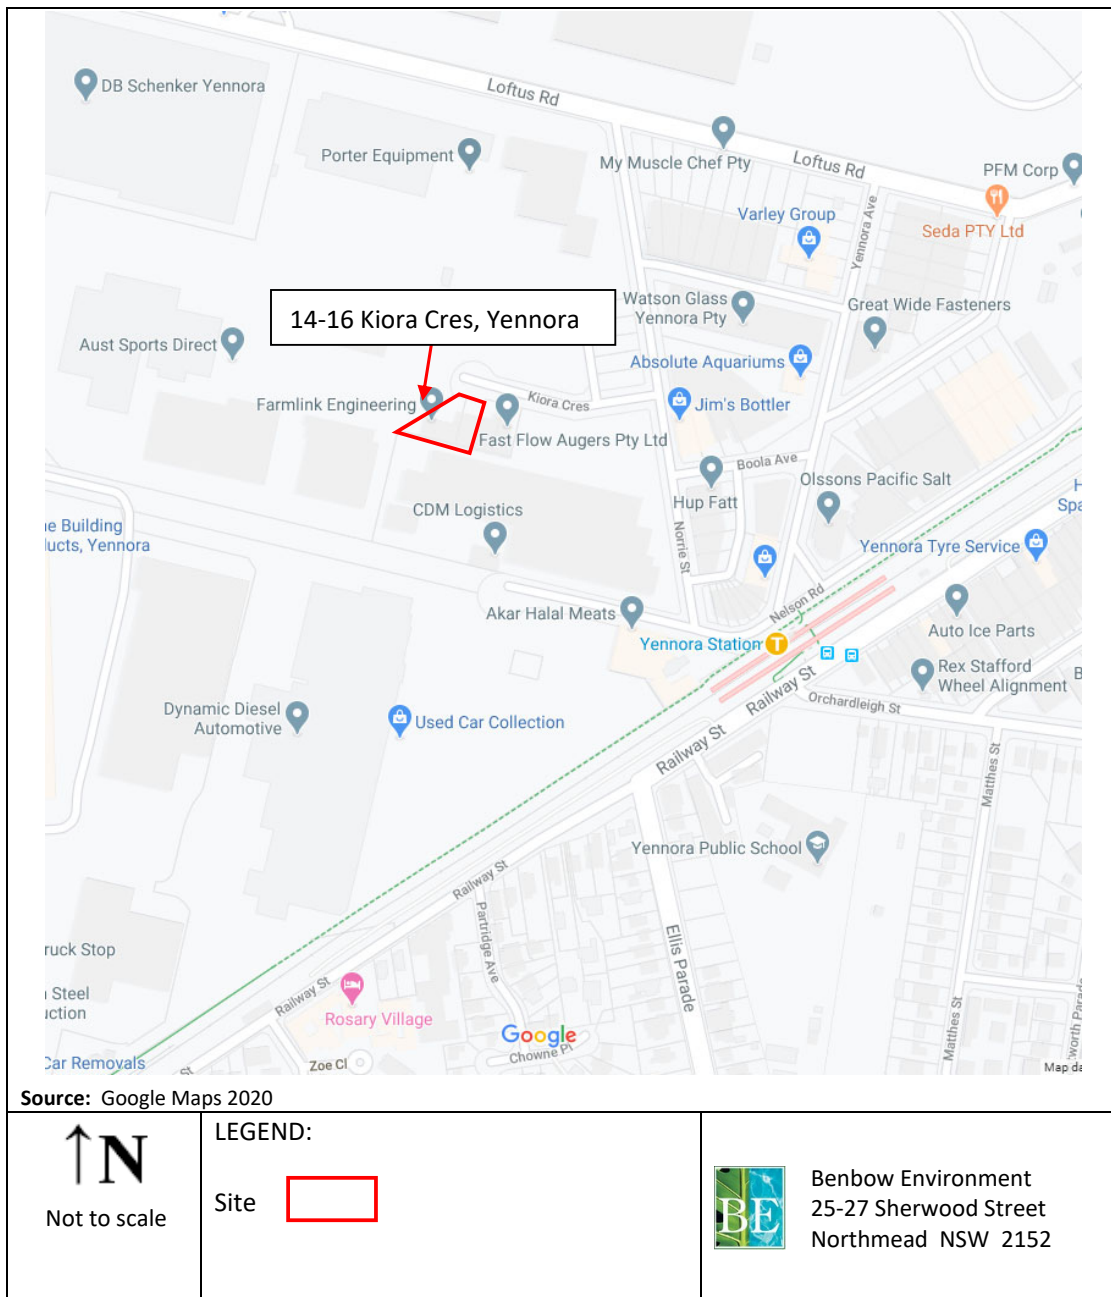 DB Schenker Yennora
Loftus Rd
Porter Equipment
My Muscle Chef Pty
Loftus Rd
PFM Corp
Varley Group
Yennora Ave
Seda PTY Ltd
14-16 Kiora Cres, Yennora
Watson Glass
Yennora Pty
Great Wide Fasteners
Aust Sports Direct
Absolute Aquariums
Farmlink Engineering
Kiora Cres
Jim's Bottler
Fast Flow Augers Pty Ltd
Boola Ave
Olssons Pacific Salt
CDM Logistics
Hup Fatt
H
Spa
e Building
ucts, Yennora
Norrie St
Yennora Tyre Service
Nelson Rd
Akar Halal Meats
Auto Ice Parts
Yennora Station
T
Rex Stafford
Wheel Alignment
B
Railway St
Orchardleigh St
Dynamic Diesel
Automotive
Used Car Collection
Railway St
Matthes St
Yennora Public School
Railway St
Partridge Ave
Ellis Parade
ruck Stop
Steel
uction
Railway St
Rosary Village
Google
Chowne Pl
Matthes St
worth Parade
Car Removals
St
Zoe Cl
Map da
Source: Google Maps 2020
↑N
Not to scale
LEGEND:
Site
BE
Benbow Environment
25-27 Sherwood Street
Northmead NSW 2152